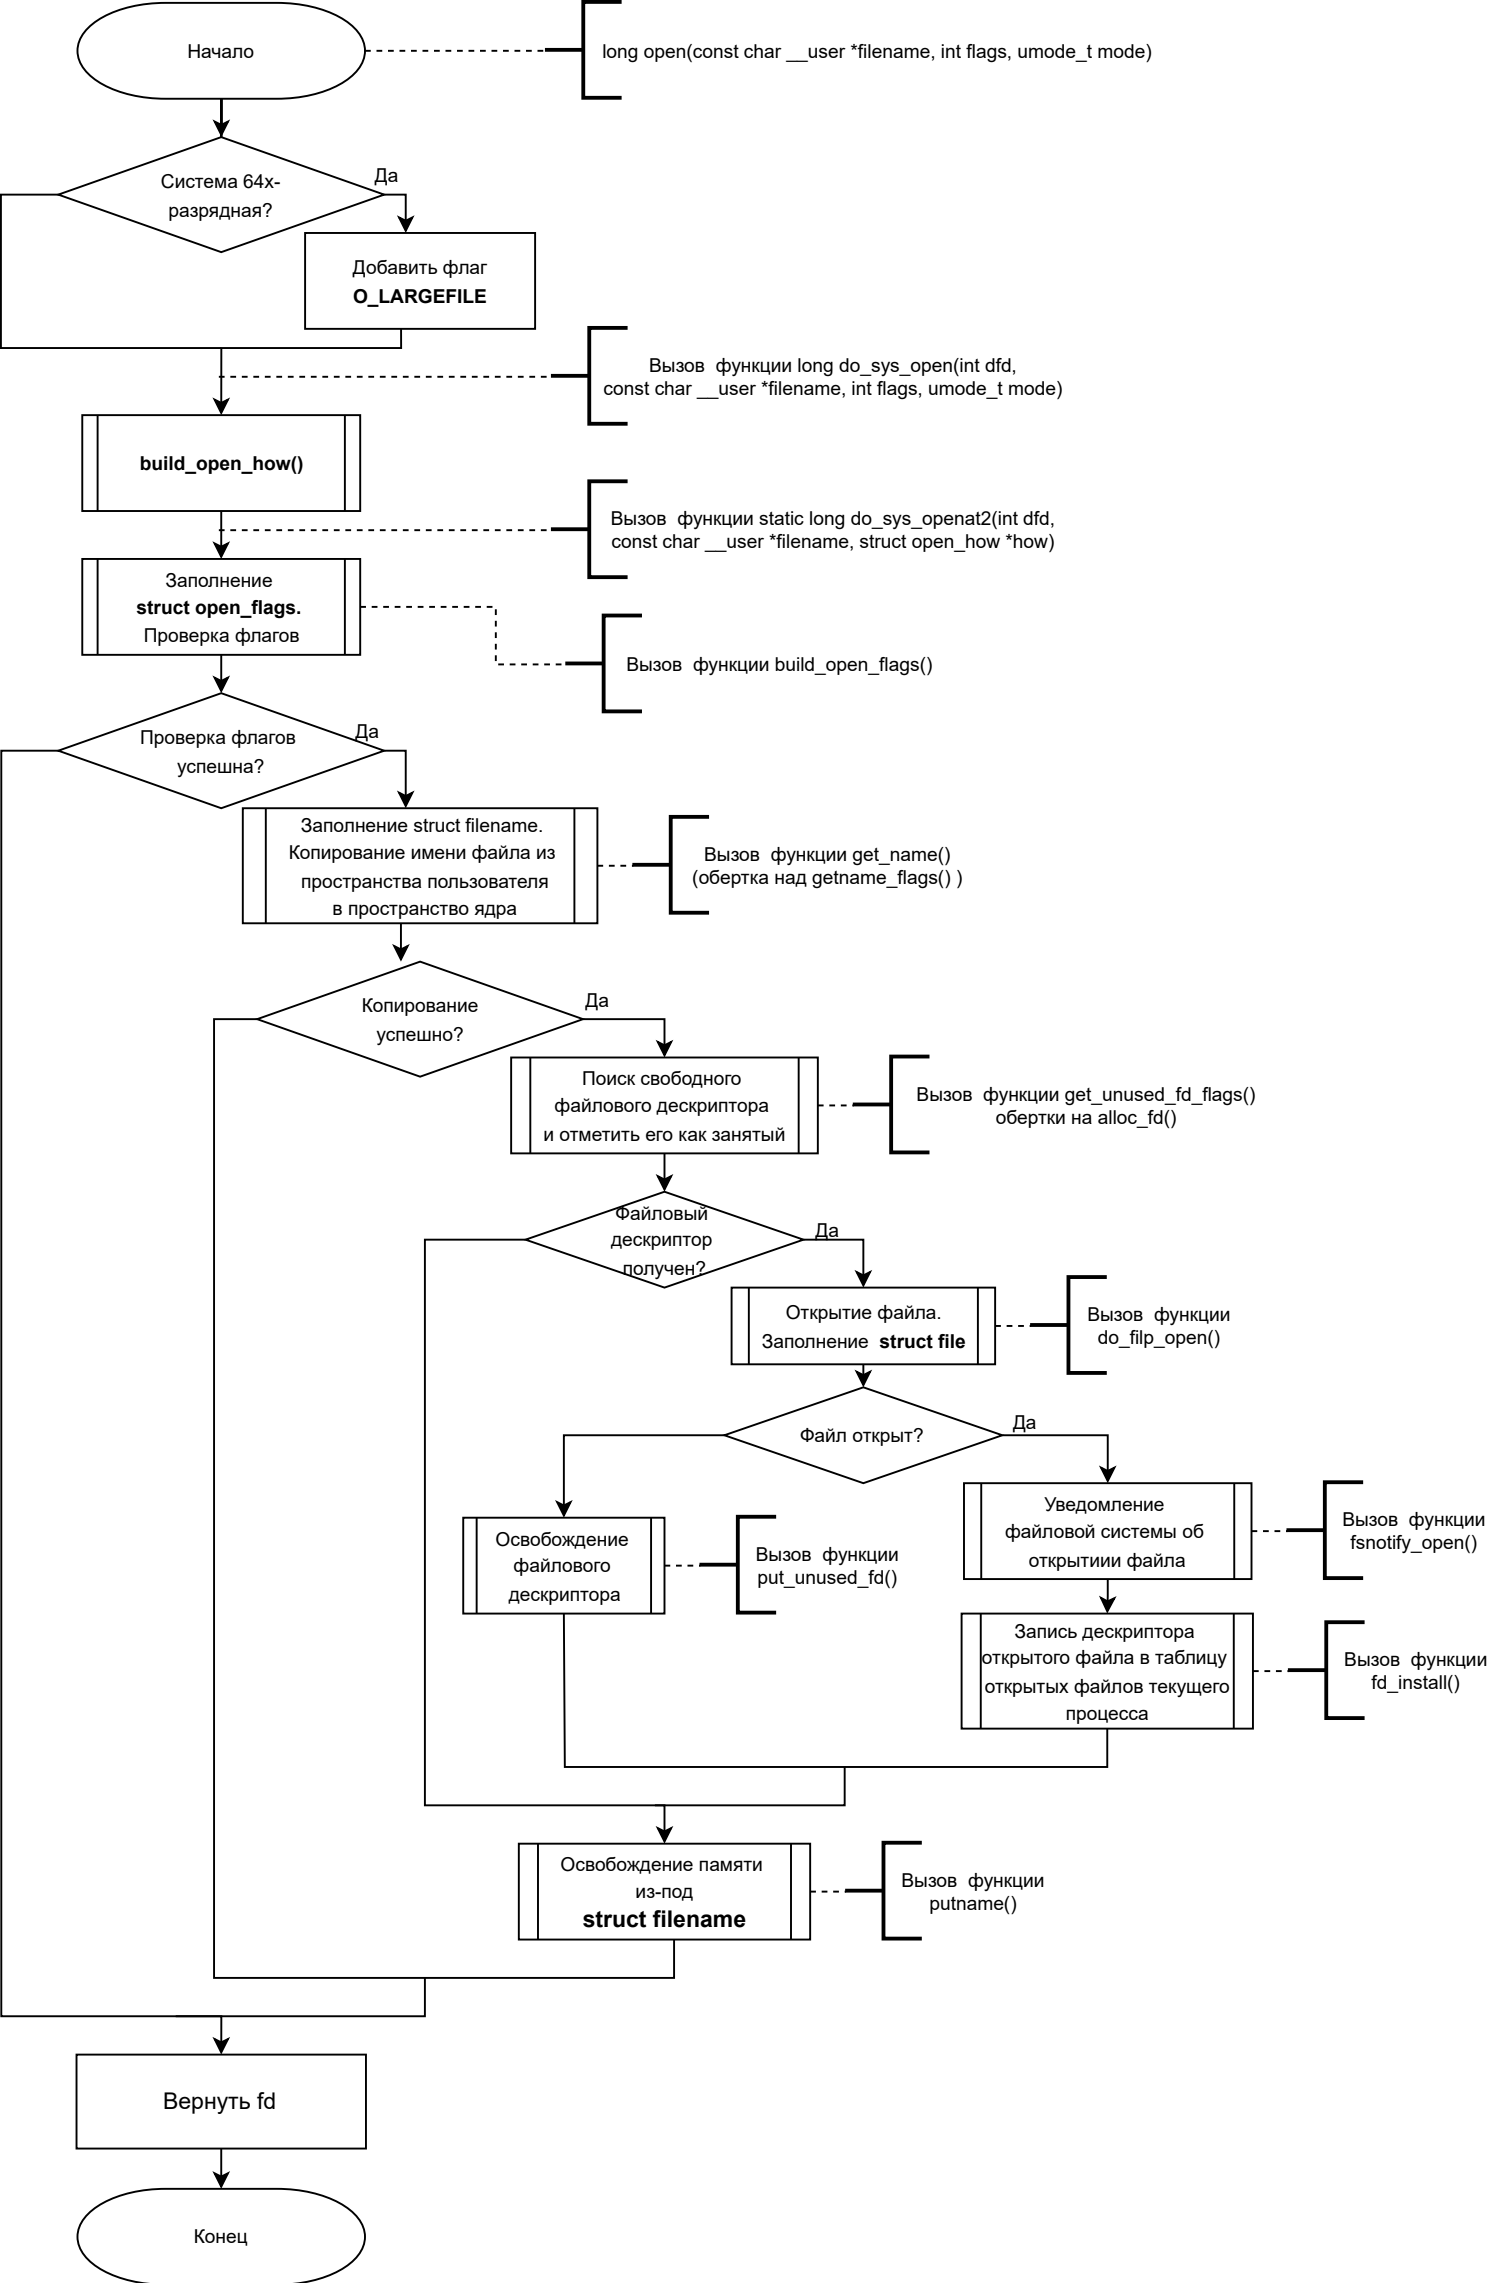 Начало
long open(const char __user *filename, int flags, umode_t mode)
Да
Система 64х-
разрядная?
Добавить флаг
O_LARGEFILE
Вызов  функции long do_sys_open(int dfd,
const char __user *filename, int flags, umode_t mode)
build_open_how()
Вызов  функции static long do_sys_openat2(int dfd,
const char __user *filename, struct open_how *how)
Заполнение
struct open_flags.
Проверка флагов
Вызов  функции build_open_flags()
Да
Проверка флагов
успешна?
Заполнение struct filename.
Копирование имени файла из
пространства пользователя
в пространство ядра
Вызов  функции get_name()
(обертка над getname_flags() )
Да
Копирование
успешно?
Поиск свободного
файлового дескриптора
и отметить его как занятый
Вызов  функции get_unused_fd_flags()
обертки на alloc_fd()
Файловый
дескриптор
получен?
Да
Открытие файла.
Заполнение  struct file
Вызов  функции
do_filp_open()
Да
Файл открыт?
Уведомление
файловой системы об
открытиии файла
Вызов  функции
fsnotify_open()
Освобождение
файлового
дескриптора
Вызов  функции
put_unused_fd()
Запись дескриптора
открытого файла в таблицу
открытых файлов текущего
процесса
Вызов  функции
fd_install()
Освобождение памяти
из-под
struct filename
Вызов  функции
putname()
Вернуть fd
Конец